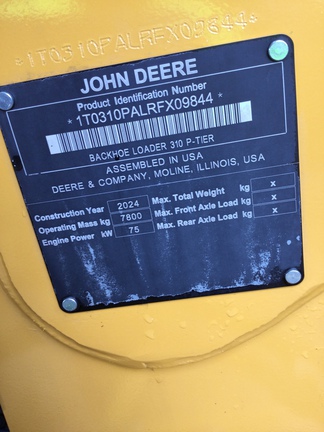 *1T0310PALRFX09844*
JOHN DEERE
Product Identification Number
*1T0310PALRFX09844*
BACKHOE LOADER 310 P-TIER
ASSEMBLED IN USA
DEERE & COMPANY, MOLINE, ILLINOIS, USA
Construction Year 2024 Max. Total Weight kg x
Operating Mass kg 7800 Max. Front Axle Load kg x
Engine Power kW 75 Max. Rear Axle Load kg x